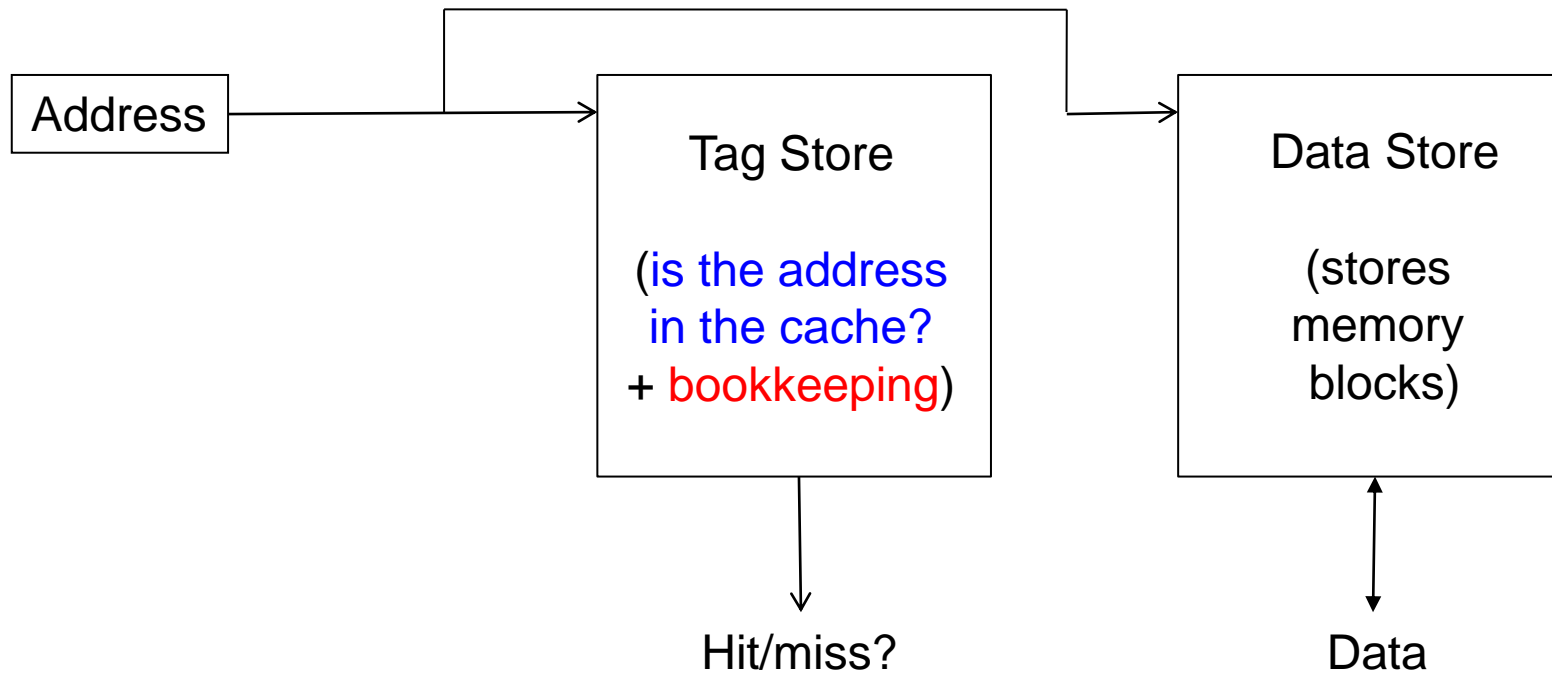 Address
Tag Store
(is the address
in the cache?
+ bookkeeping)
Data Store
(stores
memory
blocks)
Hit/miss?
Data